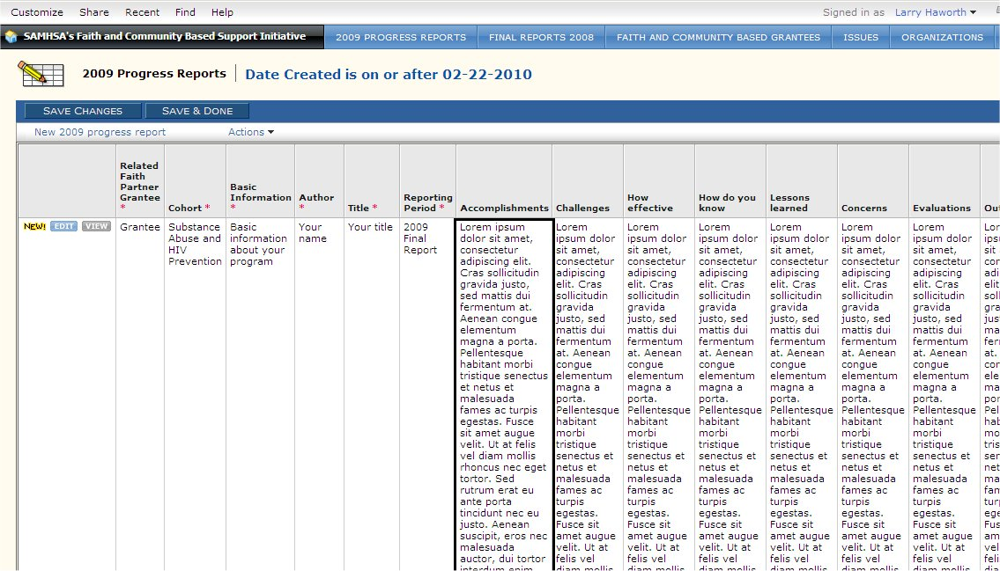 Customize Share Recent Find Help Signed in as Larry Haworth
SAMHSA's Faith and Community Based Support Initiative 2009 PROGRESS REPORTS FINAL REPORTS 2008 FAITH AND COMMUNITY BASED GRANTEES ISSUES ORGANIZATIONS
2009 Progress Reports Date Created is on or after 02-22-2010
SAVE CHANGES SAVE & DONE
New 2009 progress report Actions
Related
Faith
Partner
Grantee
*
Cohort *
Basic
Information
*
Author
*
Title *
Reporting
Period *
Accomplishments
Challenges
How
effective
How do you
know
Lessons
learned
Concerns
Evaluations
NEW! EDIT VIEW
Grantee
Substance
Abuse and
HIV
Prevention
Basic
information
about your
program
Your
name
Your title
2009
Final
Report
Lorem ipsum
dolor sit amet,
consectetur
adipiscing elit.
Cras sollicitudin
gravida justo,
sed mattis dui
fermentum at.
Aenean congue
elementum
magna a porta.
Pellentesque
habitant morbi
tristique senectus
et netus et
malesuada
fames ac turpis
egestas. Fusce
sit amet augue
velit. Ut at felis
vel diam mollis
rhoncus nec eget
tortor. Sed
rutrum erat eu
ante porta
tincidunt nec eu
justo. Aenean
suscipit, eros nec
malesuada
auctor, dui tortor
interdum enim
Lorem
ipsum dolor
sit amet,
consectetur
adipiscing
elit. Cras
sollicitudin
gravida
justo, sed
mattis dui
fermentum
at. Aenean
congue
elementum
magna a
porta.
Pellentesque
habitant
morbi
tristique
senectus et
netus et
malesuada
fames ac
turpis
egestas.
Fusce sit
amet augue
velit. Ut at
felis vel
diam mollis
Lorem
ipsum dolor
sit amet,
consectetur
adipiscing
elit. Cras
sollicitudin
gravida
justo, sed
mattis dui
fermentum
at. Aenean
congue
elementum
magna a
porta.
Pellentesque
habitant
morbi
tristique
senectus et
netus et
malesuada
fames ac
turpis
egestas.
Fusce sit
amet augue
velit. Ut at
felis vel
diam mollis
Lorem
ipsum dolor
sit amet,
consectetur
adipiscing
elit. Cras
sollicitudin
gravida
justo, sed
mattis dui
fermentum
at. Aenean
congue
elementum
magna a
porta.
Pellentesque
habitant
morbi
tristique
senectus et
netus et
malesuada
fames ac
turpis
egestas.
Fusce sit
amet augue
velit. Ut at
felis vel
diam mollis
Lorem
ipsum dolor
sit amet,
consectetur
adipiscing
elit. Cras
sollicitudin
gravida
justo, sed
mattis dui
fermentum
at. Aenean
congue
elementum
magna a
porta.
Pellentesque
habitant
morbi
tristique
senectus et
netus et
malesuada
fames ac
turpis
egestas.
Fusce sit
amet augue
velit. Ut at
felis vel
diam mollis
Lorem
ipsum dolor
sit amet,
consectetur
adipiscing
elit. Cras
sollicitudin
gravida
justo, sed
mattis dui
fermentum
at. Aenean
congue
elementum
magna a
porta.
Pellentesque
habitant
morbi
tristique
senectus et
netus et
malesuada
fames ac
turpis
egestas.
Fusce sit
amet augue
velit. Ut at
felis vel
diam mollis
Lorem
ipsum dolor
sit amet,
consectetur
adipiscing
elit. Cras
sollicitudin
gravida
justo, sed
mattis dui
fermentum
at. Aenean
congue
elementum
magna a
porta.
Pellentesque
habitant
morbi
tristique
senectus et
netus et
malesuada
fames ac
turpis
egestas.
Fusce sit
amet augue
velit. Ut at
felis vel
diam mollis